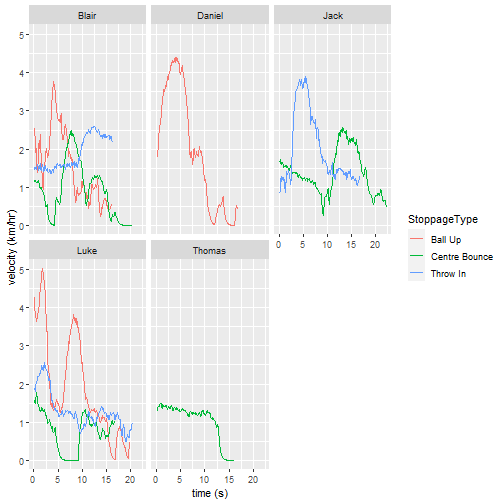 Blair Daniel Jack
5
4
3
2
1
0
0 5 10 15 20
Luke Thomas
5
4
3
2
1
0
0 5 10 15 20 0 5 10 15 20
velocity (km/hr)
time (s)
StoppageType
Ball Up
Centre Bounce
Throw In